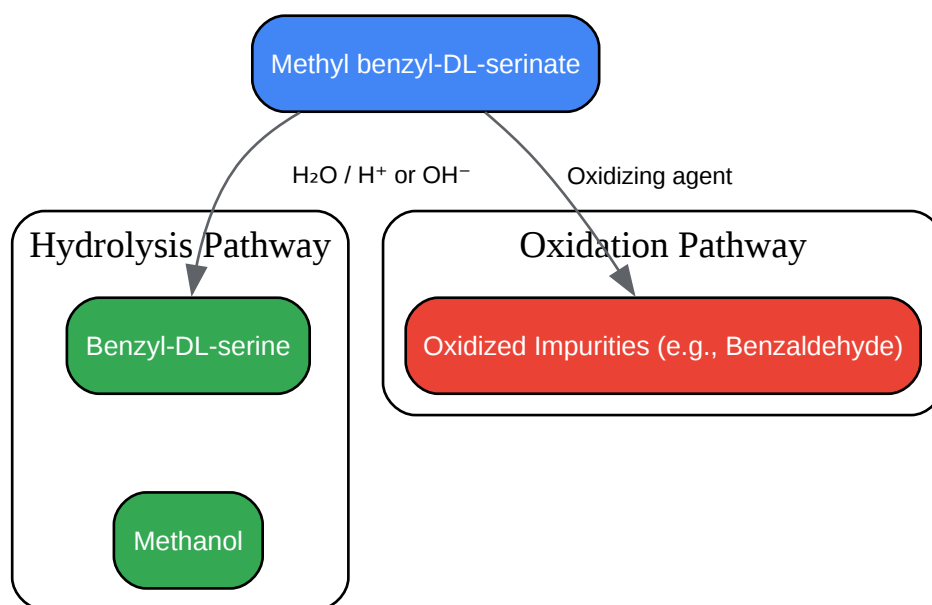 Methyl benzyl-DL-serinate
H₂O / H⁺ or OH⁻
Oxidizing agent
Hydrolysis Pathway
Oxidation Pathway
Benzyl-DL-serine
Oxidized Impurities (e.g., Benzaldehyde)
Methanol